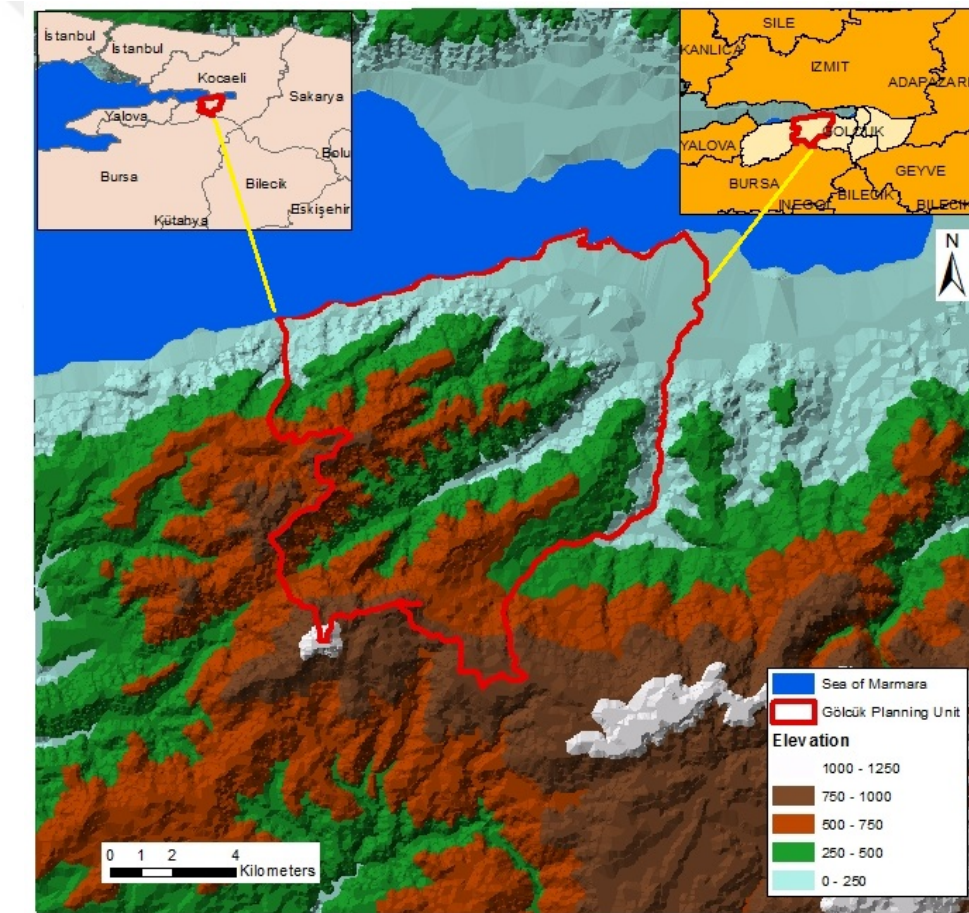 İstanbul
İstanbul
Kocaeli
Sakarya
Yalova
Bolu
Bursa
Bilecik
Eskişehir
Kütahya
SILE
KANLICA
IZMIT
ADAPAZARI
GOLCUK
YALOVA
GEYVE
BURSA
BILECIK
INEGOL
BILECIK
N
Sea of Marmara
Gölcük Planning Unit
Elevation
1000 - 1250
750 - 1000
500 - 750
250 - 500
0 - 250
0 1 2 4
Kilometers